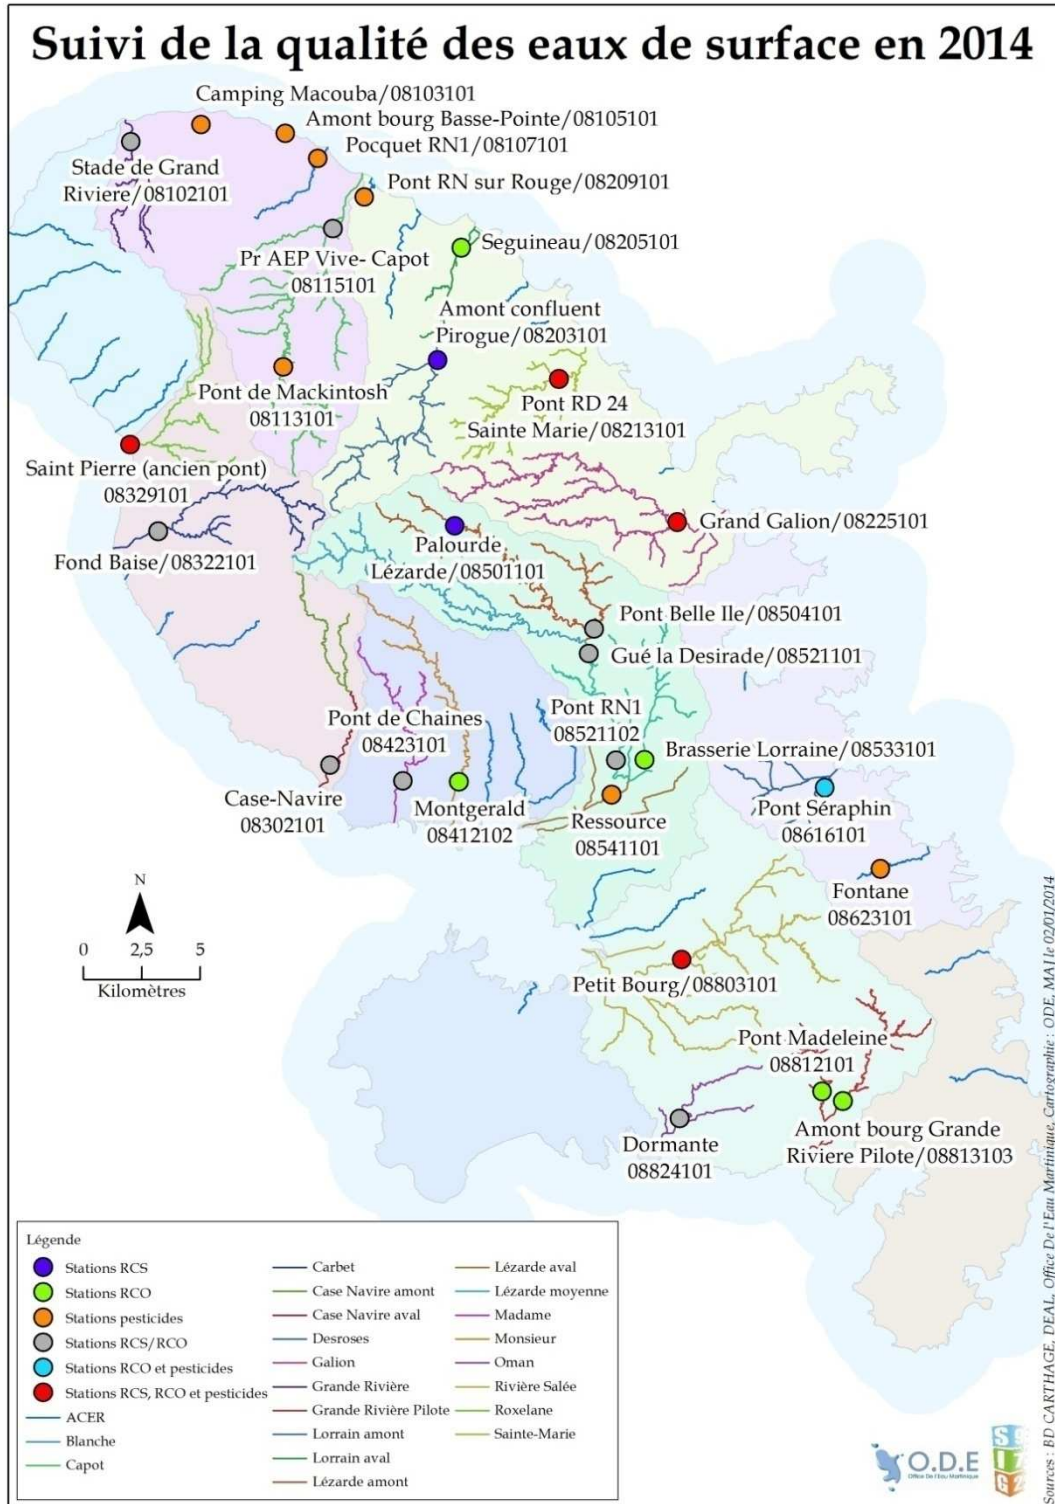 Suivi de la qualité des eaux de surface en 2014
Camping Macouba/08103101
Amont bourg Basse-Pointe/08105101
Pocquet RN1/08107101
Stade de Grand
Riviere/08102101
Pont RN sur Rouge/08209101
Seguineau/08205101
Pr AEP Vive- Capot
08115101
Amont confluent
Pirogue/08203101
Pont de Mackintosh
08113101
Pont RD 24
Sainte Marie/08213101
Saint Pierre (ancien pont)
08329101
Grand Galion/08225101
Fond Baise/08322101
Palourde
Lézarde/08501101
Pont Belle Ile/08504101
Gué la Desirade/08521101
Pont RN1
08521102
Pont de Chaines
08423101
Brasserie Lorraine/08533101
Case-Navire
08302101
Montgerald
08412102
Ressource
08541101
Pont Séraphin
08616101
Fontane
08623101
N
0 2,5 5
Kilomètres
Petit Bourg/08803101
Pont Madeleine
08812101
Amont bourg Grande
Riviere Pilote/08813103
Dormante
08824101
Légende
Stations RCS
Stations RCO
Stations pesticides
Stations RCS/RCO
Stations RCO et pesticides
Stations RCS, RCO et pesticides
ACER
Blanche
Capot
Carbet
Case Navire amont
Case Navire aval
Desroses
Galion
Grande Rivière
Grande Rivière Pilote
Lorrain amont
Lorrain aval
Lézarde amont
Lézarde aval
Lézarde moyenne
Madame
Monsieur
Oman
Rivière Salée
Roxelane
Sainte-Marie
O.D.E
Office De l'Eau Martinique
S 9
I 7
G 2
Sources : BD CARTHAGE, DEAL, Office De l'Eau Martinique, Cartographie : ODE, MAJ le 02/01/2014